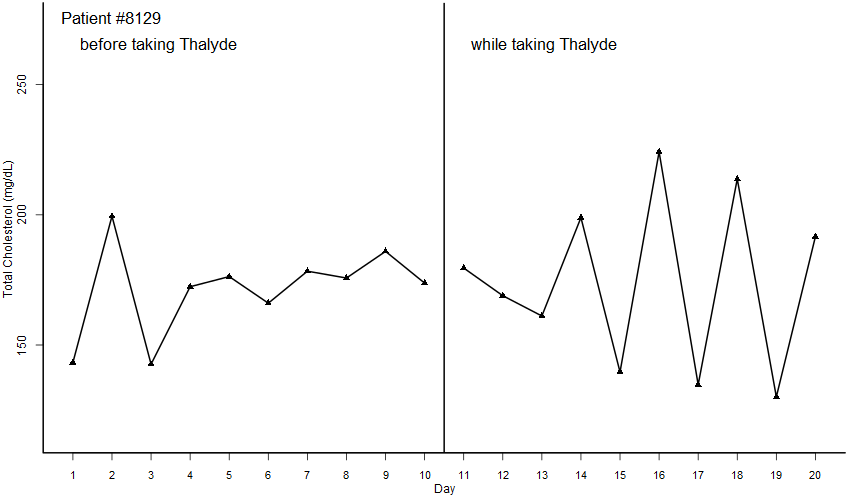 Patient #8129
before taking Thalyde
while taking Thalyde
Total Cholesterol (mg/dL)
250
200
150
1 2 3 4 5 6 7 8 9 10 11 12 13 14 15 16 17 18 19 20
Day